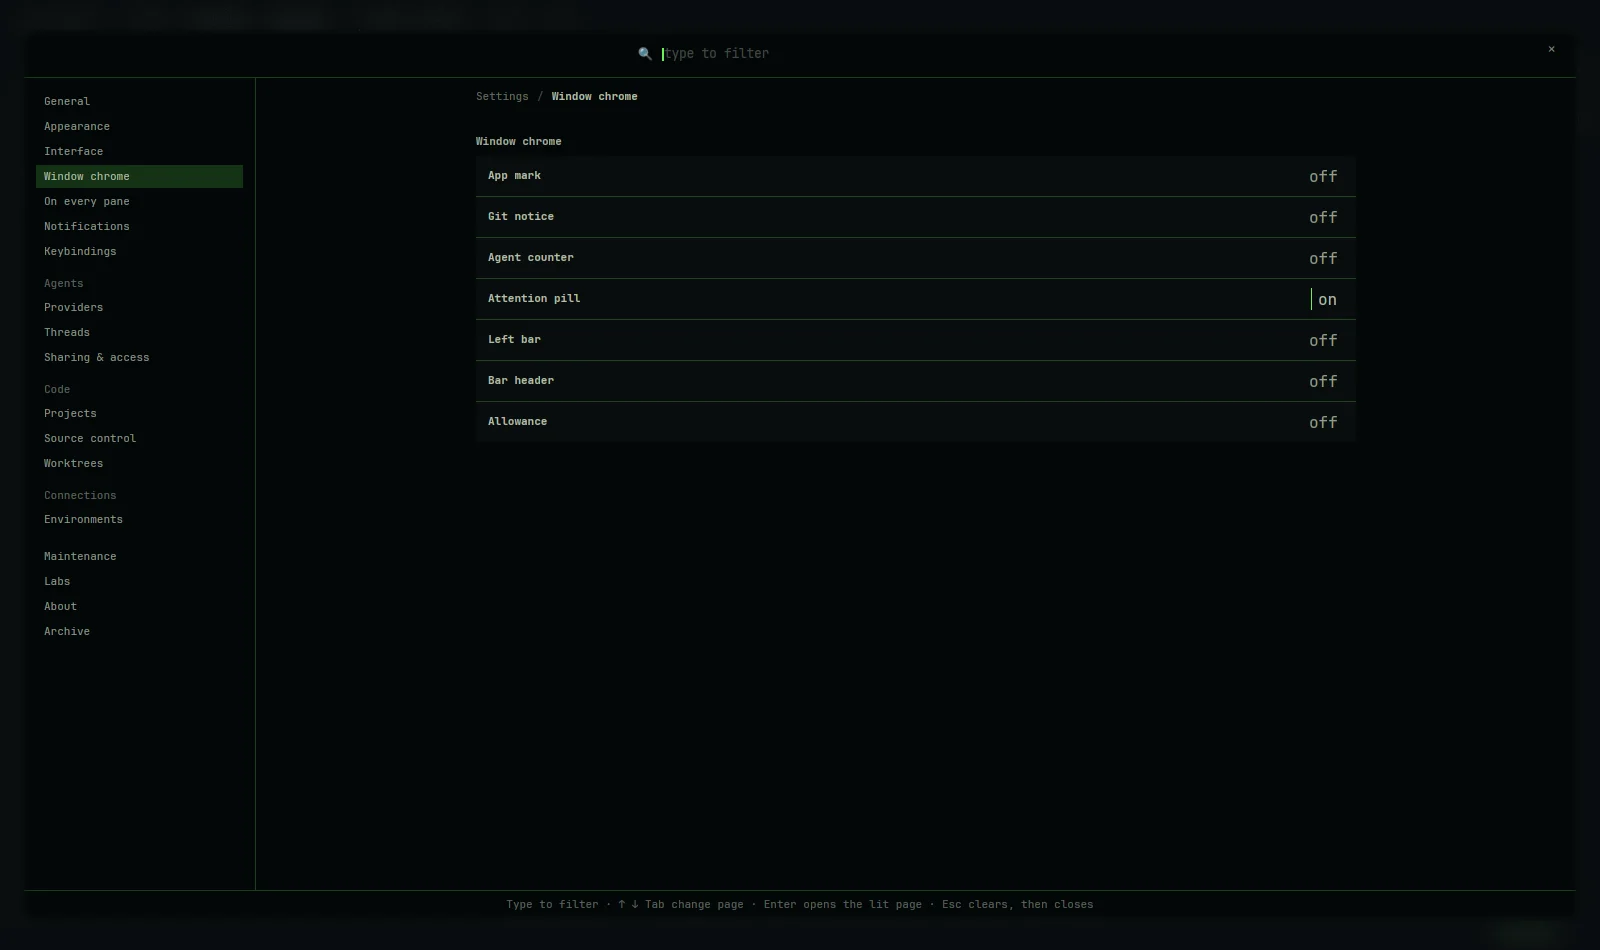 type to filter
×
General
Appearance
Interface
Window chrome
On every pane
Notifications
Keybindings
Agents
Providers
Threads
Sharing & access
Code
Projects
Source control
Worktrees
Connections
Environments
Maintenance
Labs
About
Archive
Settings / Window chrome
Window chrome
App mark off
Git notice off
Agent counter off
Attention pill on
Left bar off
Bar header off
Allowance off
Type to filter · ↑ ↓ Tab change page · Enter opens the lit page · Esc clears, then closes